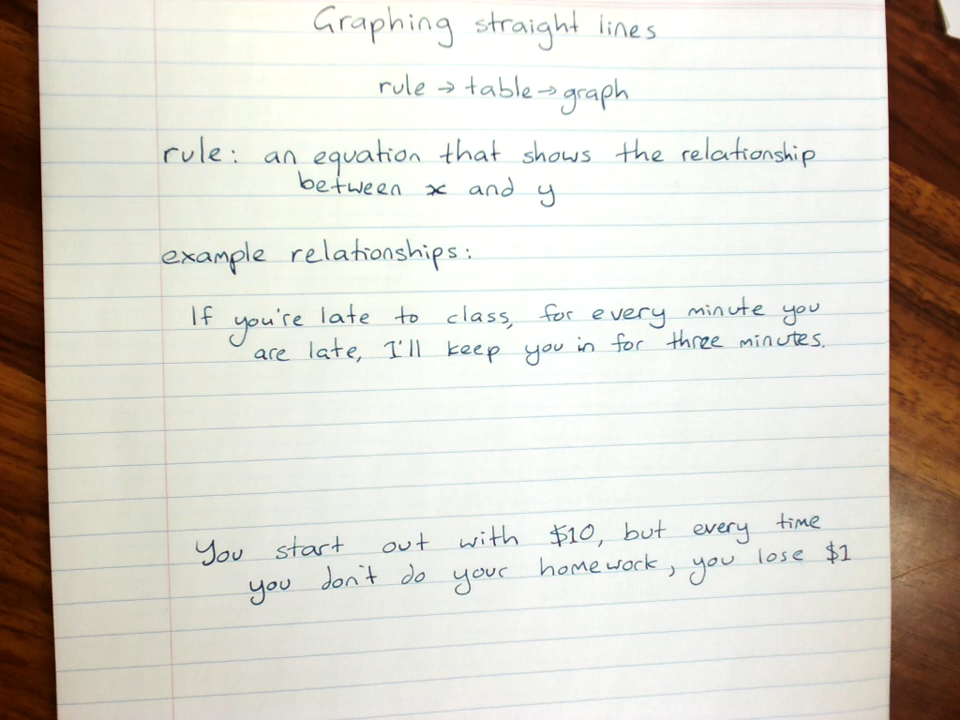 Graphing straight lines
rule → table → graph
rule: an equation that shows the relationship
between x and y
example relationships:
If you're late to class, for every minute you
are late, I'll keep you in for three minutes.
You start out with $10, but every time
you don't do your homework, you lose $1